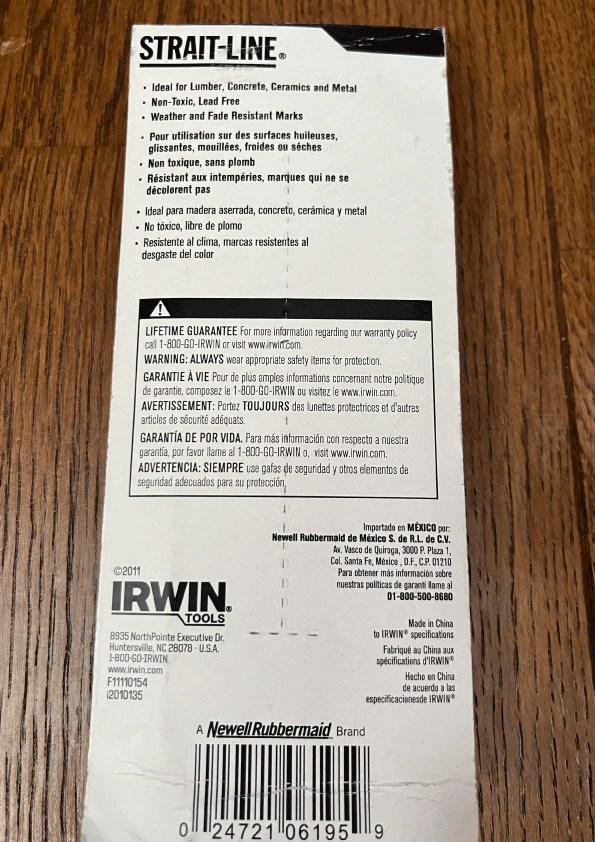 STRAIT-LINE®
• Ideal for Lumber, Concrete, Ceramics and Metal
• Non-Toxic, Lead Free
• Weather and Fade Resistant Marks
• Pour utilisation sur des surfaces huileuses,
glissantes, mouillées, froides ou séches
• Non toxique, sans plomb
• Résistant aux intempéries, marques qui ne se
décolorent pas
• Ideal para madera aserrada, concreto, cerámica y metal
• No tóxico, libre de plomo
• Resistente al clima, marcas resistentes al
desgaste del color
LIFETIME GUARANTEE For more information regarding our warranty policy
call 1-800-GO-IRWIN or visit www.irwin.com.
WARNING: ALWAYS wear appropriate safety items for protection.
GARANTIE À VIE Pour de plus amples informations concernant notre politique
de garantie, composez le 1-800-GO-IRWIN ou visitez le www.irwin.com.
AVERTISSEMENT: Portez TOUJOURS des lunettes protectrices et d'autres
articles de sécurité adéquats.
GARANTÍA DE POR VIDA. Para más información con respecto a nuestra
garantía, por favor llame al 1-800-GO-IRWIN o, visit www.irwin.com.
ADVERTENCIA: SIEMPRE use gafas de seguridad y otros elementos de
seguridad adecuados para su protección,
Importado en MÉXICO por:
Newell Rubbermaid de México S. de R.L. de C.V.
Av. Vasco de Quiroga, 3000 P. Plaza 1,
Col. Santa Fe, México , D.F., C.P. 01210
Para obtener más información sobre
nuestras políticas de garantí llame al
01-800-500-8680
©2011
IRWIN®
TOOLS
8935 NorthPointe Executive Dr.
Huntersville, NC 28078 - U.S.A.
1-800-GO-IRWIN
www.irwin.com
F11110154
i2010135
Made in China
to IRWIN® specifications
Fabriqué au China aux
spécifications d'IRWIN®
Hecho en China
de acuerdo a las
especificacionesde IRWIN®
A NewellRubbermaid Brand
0 24721 06195 9